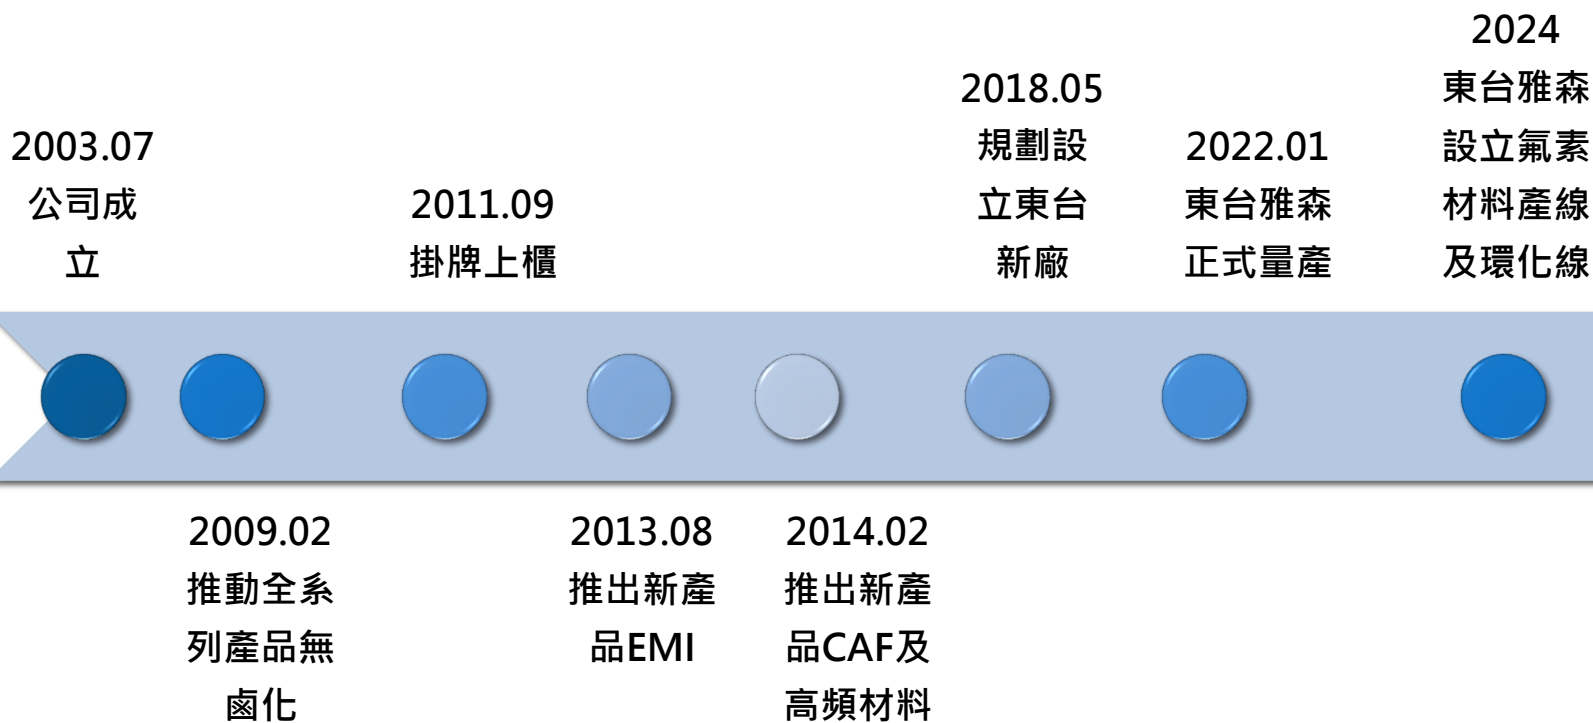 2003.07
公司成
立
2009.02
推動全系
列產品無
鹵化
2011.09
掛牌上櫃
2013.08
推出新產
品EMI
2014.02
推出新產
品CAF及
高頻材料
2018.05
規劃設
立東台
新廠
2022.01
東台雅森
正式量產
2024
東台雅森
設立氟素
材料產線
及環化線